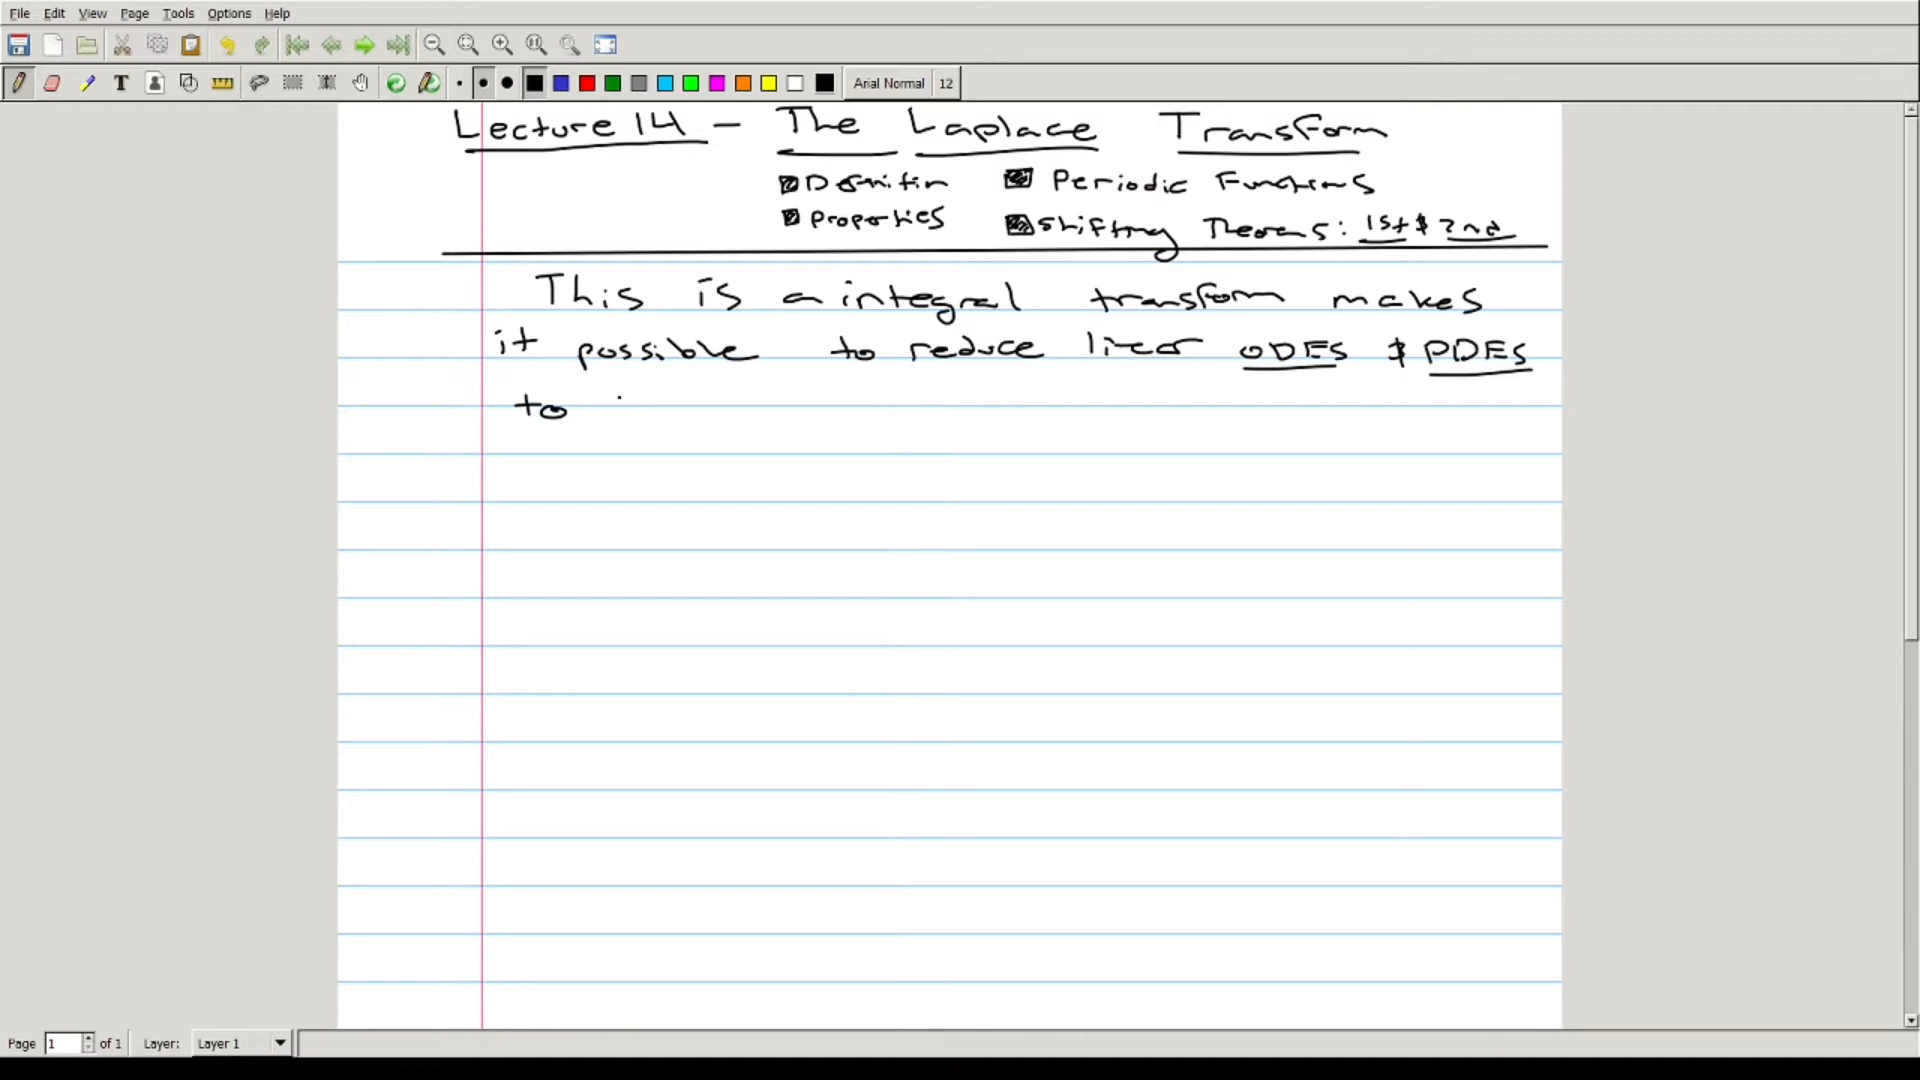 File Edit View Page Tools Options Help
T Arial Normal 12
Lecture 14 - The Laplace Transform
Definition Periodic Functions
Properties Shifting Theorems: 1st & 2nd
This is a integral transform makes
it possible to reduce linear ODEs & PDEs
to
Page 1 of 1 Layer: Layer 1